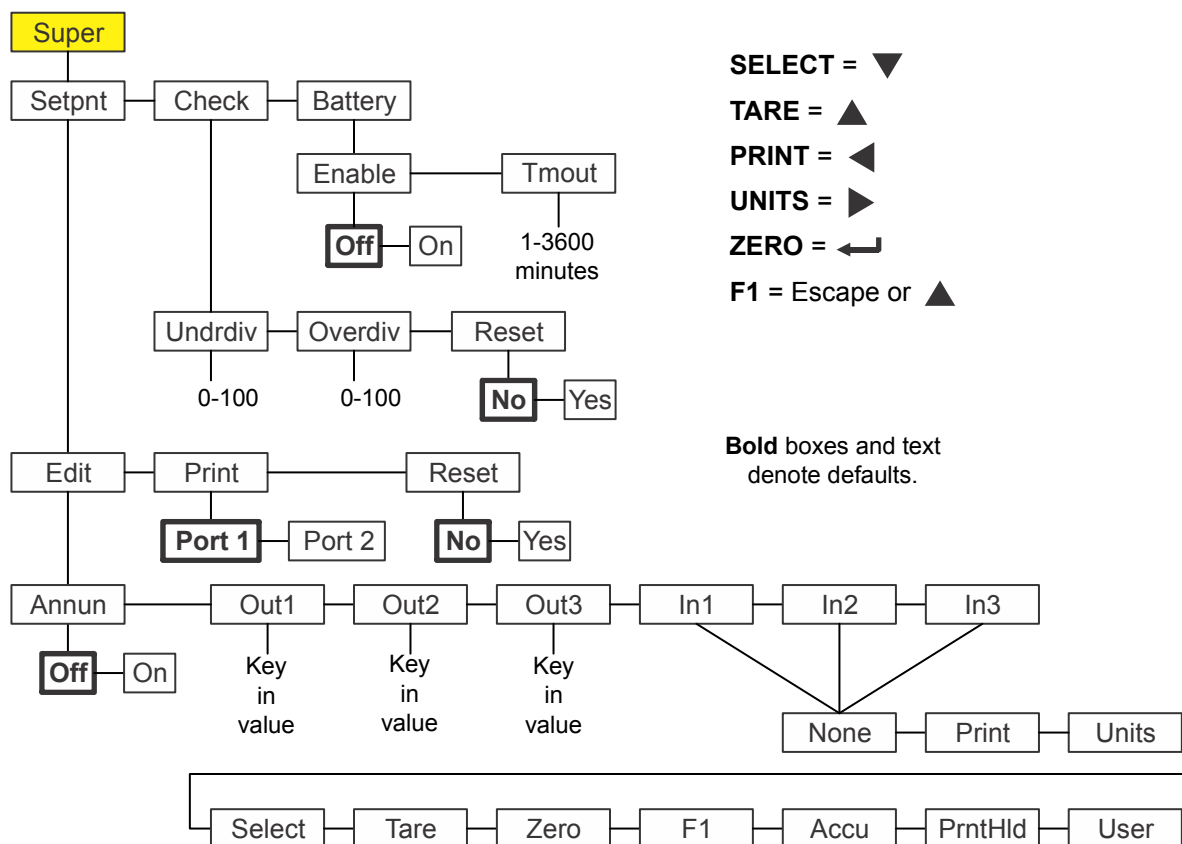 Super
SELECT =
TARE =
PRINT =
UNITS =
ZERO =
F1 = Escape or
Setpnt Check Battery
Enable Tmout
Off On
1-3600
minutes
Undrdiv Overdiv Reset
0-100 0-100
No Yes
Bold boxes and text
denote defaults.
Edit Print Reset
Port 1 Port 2 No Yes
Annun Out1 Out2 Out3 In1 In2 In3
Off On
Key
in
value
Key
in
value
Key
in
value
None Print Units
Select Tare Zero F1 Accu PrntHld User